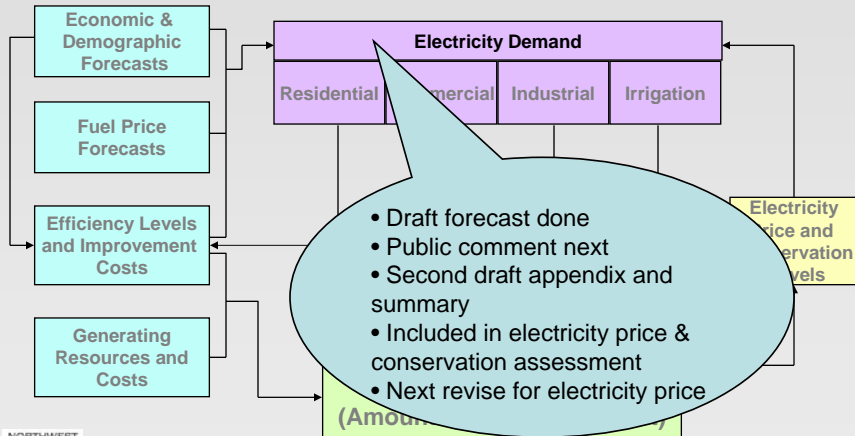 Economic &
Demographic
Forecasts
Electricity Demand
Residential
Industrial
Irrigation
Fuel Price
Forecasts
Efficiency Levels
and Improvement
Costs
Generating
Resources and
Costs
• Draft forecast done
• Public comment next
• Second draft appendix and
summary
• Included in electricity price &
conservation assessment
• Next revise for electricity price
Electricity
and
NORTHWEST